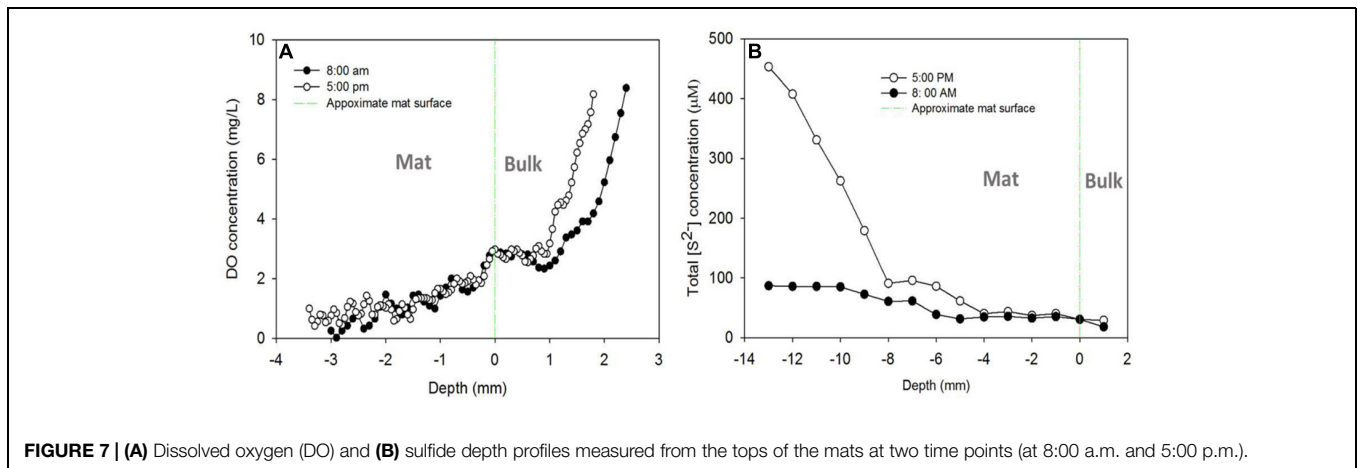 A
10
8
6
4
2
0
DO concentration (mg/L)
8:00 am
5:00 pm
Appoximate mat surface
Mat
Bulk
-4 -3 -2 -1 0 1 2 3
Depth (mm)
B
500
400
300
200
100
0
Total [S2-] concentration (µM)
5:00 PM
8: 00 AM
Approximate mat surface
Mat
Bulk
-14 -12 -10 -8 -6 -4 -2 0 2
Depth (mm)
FIGURE 7 | (A) Dissolved oxygen (DO) and (B) sulfide depth profiles measured from the tops of the mats at two time points (at 8:00 a.m. and 5:00 p.m.).